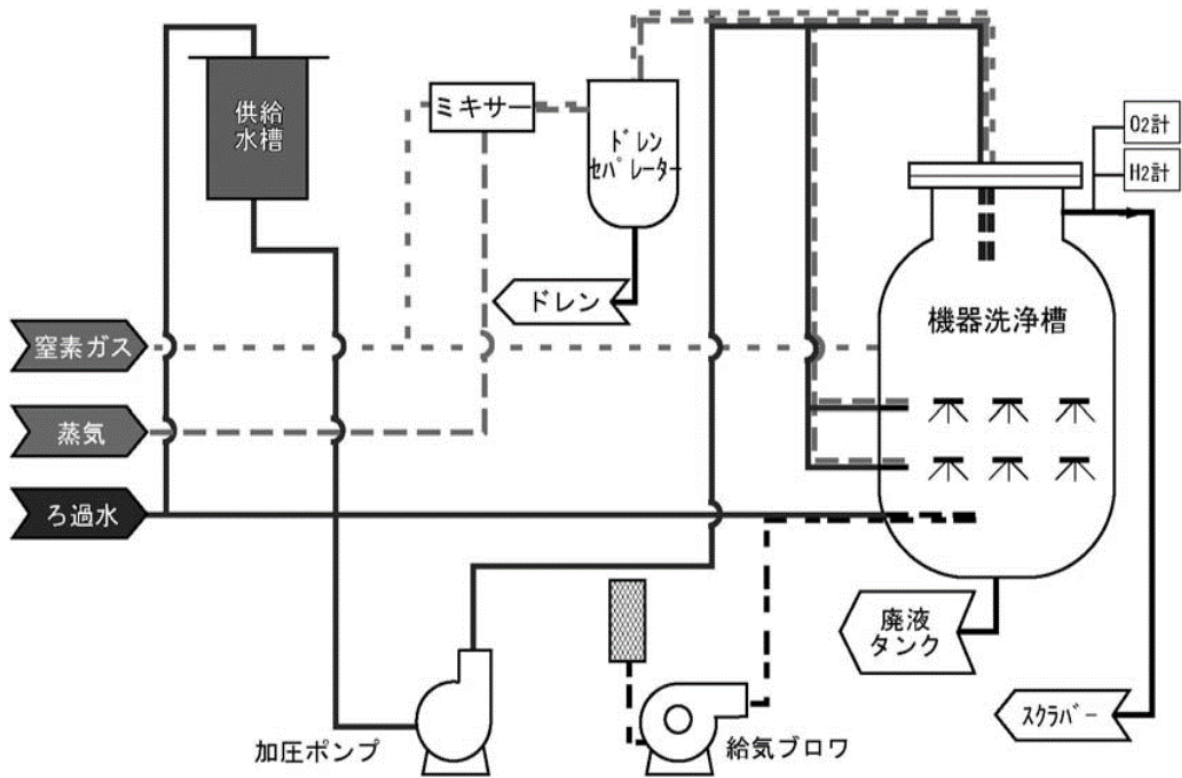 供給
水槽
ミキサー
ドレン
セパレーター
O2計
H2計
ドレン
機器洗浄槽
窒素ガス
蒸気
ろ過水
廃液
タンク
スクラバー
加圧ポンプ
給気ブロワ